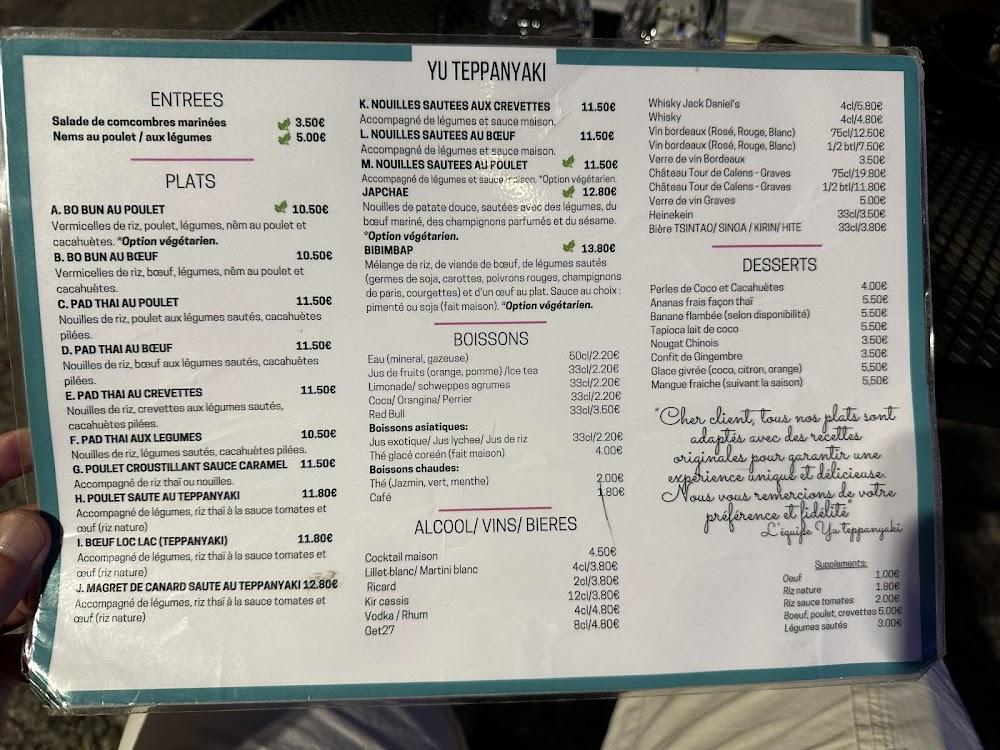 YU TEPPANYAKI
ENTREES
Salade de comcombres marinées 3.50€
Nems au poulet / aux légumes 5.00€
PLATS
A. BO BUN AU POULET 10.50€
Vermicelles de riz, poulet, légumes, nêm au poulet et
cacahuètes. *Option végétarien.
B. BO BUN AU BŒUF 10.50€
Vermicelles de riz, bœuf, légumes, nêm au poulet et
cacahuètes.
C. PAD THAI AU POULET 11.50€
Nouilles de riz, poulet aux légumes sautés, cacahuètes
pilées.
D. PAD THAI AU BŒUF 11.50€
Nouilles de riz, bœuf aux légumes sautés, cacahuètes
pilées.
E. PAD THAI AU CREVETTES 11.50€
Nouilles de riz, crevettes aux légumes sautés,
cacahuètes pilées.
F. PAD THAI AUX LEGUMES 10.50€
Nouilles de riz, légumes sautés, cacahuètes pilées.
G. POULET CROUSTILLANT SAUCE CARAMEL 11.50€
Accompagné de riz thaï ou nouilles.
H. POULET SAUTE AU TEPPANYAKI 11.80€
Accompagné de légumes, riz thaï à la sauce tomates et
œuf (riz nature)
I. BŒUF LOC LAC (TEPPANYAKI) 11.80€
Accompagné de légumes, riz thaï à la sauce tomates et
œuf (riz nature)
J. MAGRET DE CANARD SAUTE AU TEPPANYAKI 12.80€
Accompagné de légumes, riz thaï à la sauce tomates et
œuf (riz nature)
K. NOUILLES SAUTEES AUX CREVETTES 11.50€
Accompagné de légumes et sauce maison.
L. NOUILLES SAUTEES AU BŒUF 11.50€
Accompagné de légumes et sauce maison.
M. NOUILLES SAUTEES AU POULET 11.50€
Accompagné de légumes et sauce maison. *Option végétarien.
JAPCHAE 12.80€
Nouilles de patate douce, sautées avec des légumes, du
bœuf mariné, des champignons parfumés et du sésame.
*Option végétarien.
BIBIMBAP 13.80€
Mélange de riz, de viande de bœuf, de légumes sautés
(germes de soja, carottes, poivrons rouges, champignons
de paris, courgettes) et d'un œuf au plat. Sauce au choix :
pimenté ou soja (fait maison). *Option végétarien.
BOISSONS
Eau (mineral, gazeuse) 50cl/2.20€
Jus de fruits (orange, pomme) /Ice tea 33cl/2.20€
Limonade/ schweppes agrumes 33cl/2.20€
Coca/ Orangina/ Perrier 33cl/2.20€
Red Bull 33cl/3.50€
Boissons asiatiques:
Jus exotique/ Jus lychee/ Jus de riz 33cl/2.20€
Thé glacé coreén (fait maison) 4.00€
Boissons chaudes:
Thé (Jazmin, vert, menthe) 2.00€
Café 1.80€
ALCOOL/ VINS/ BIERES
Cocktail maison 4.50€
Lillet blanc/ Martini blanc 4cl/3.80€
Ricard 2cl/3.80€
Kir cassis 12cl/3.80€
Vodka / Rhum 4cl/4.80€
Get27 8cl/4.80€
Whisky Jack Daniel's 4cl/5.80€
Whisky 4cl/4.80€
Vin bordeaux (Rosé, Rouge, Blanc) 75cl/12.50€
Vin bordeaux (Rosé, Rouge, Blanc) 1/2 btl/7.50€
Verre de vin Bordeaux 3.50€
Château Tour de Calens - Graves 75cl/19.80€
Château Tour de Calens - Graves 1/2 btl/11.80€
Verre de vin Graves 5.00€
Heinekein 33cl/3.50€
Bière TSINTAO/ SINGA / KIRIN/ HITE 33cl/3.80€
DESSERTS
Perles de Coco et Cacahuètes 4.00€
Ananas frais façon thaï 5.50€
Banane flambée (selon disponibilité) 5.50€
Tapioca lait de coco 5.50€
Nougat Chinois 3.50€
Confit de Gingembre 3.50€
Glace givrée (coco, citron, orange) 5,50€
Mangue fraiche (suivant la saison) 5,50€
"Cher client, tous nos plats sont
adaptés avec des recettes
originales pour garantir une
expérience unique et délicieuse.
Nous vous remercions de votre
préférence et fidélité"
L'équipe Yu teppanyaki
Supplements:
Oeuf 1.00€
Riz nature 1.80€
Riz sauce tomates 2.00€
Boeuf, poulet, crevettes 5.00€
Légumes sautés 3.00€